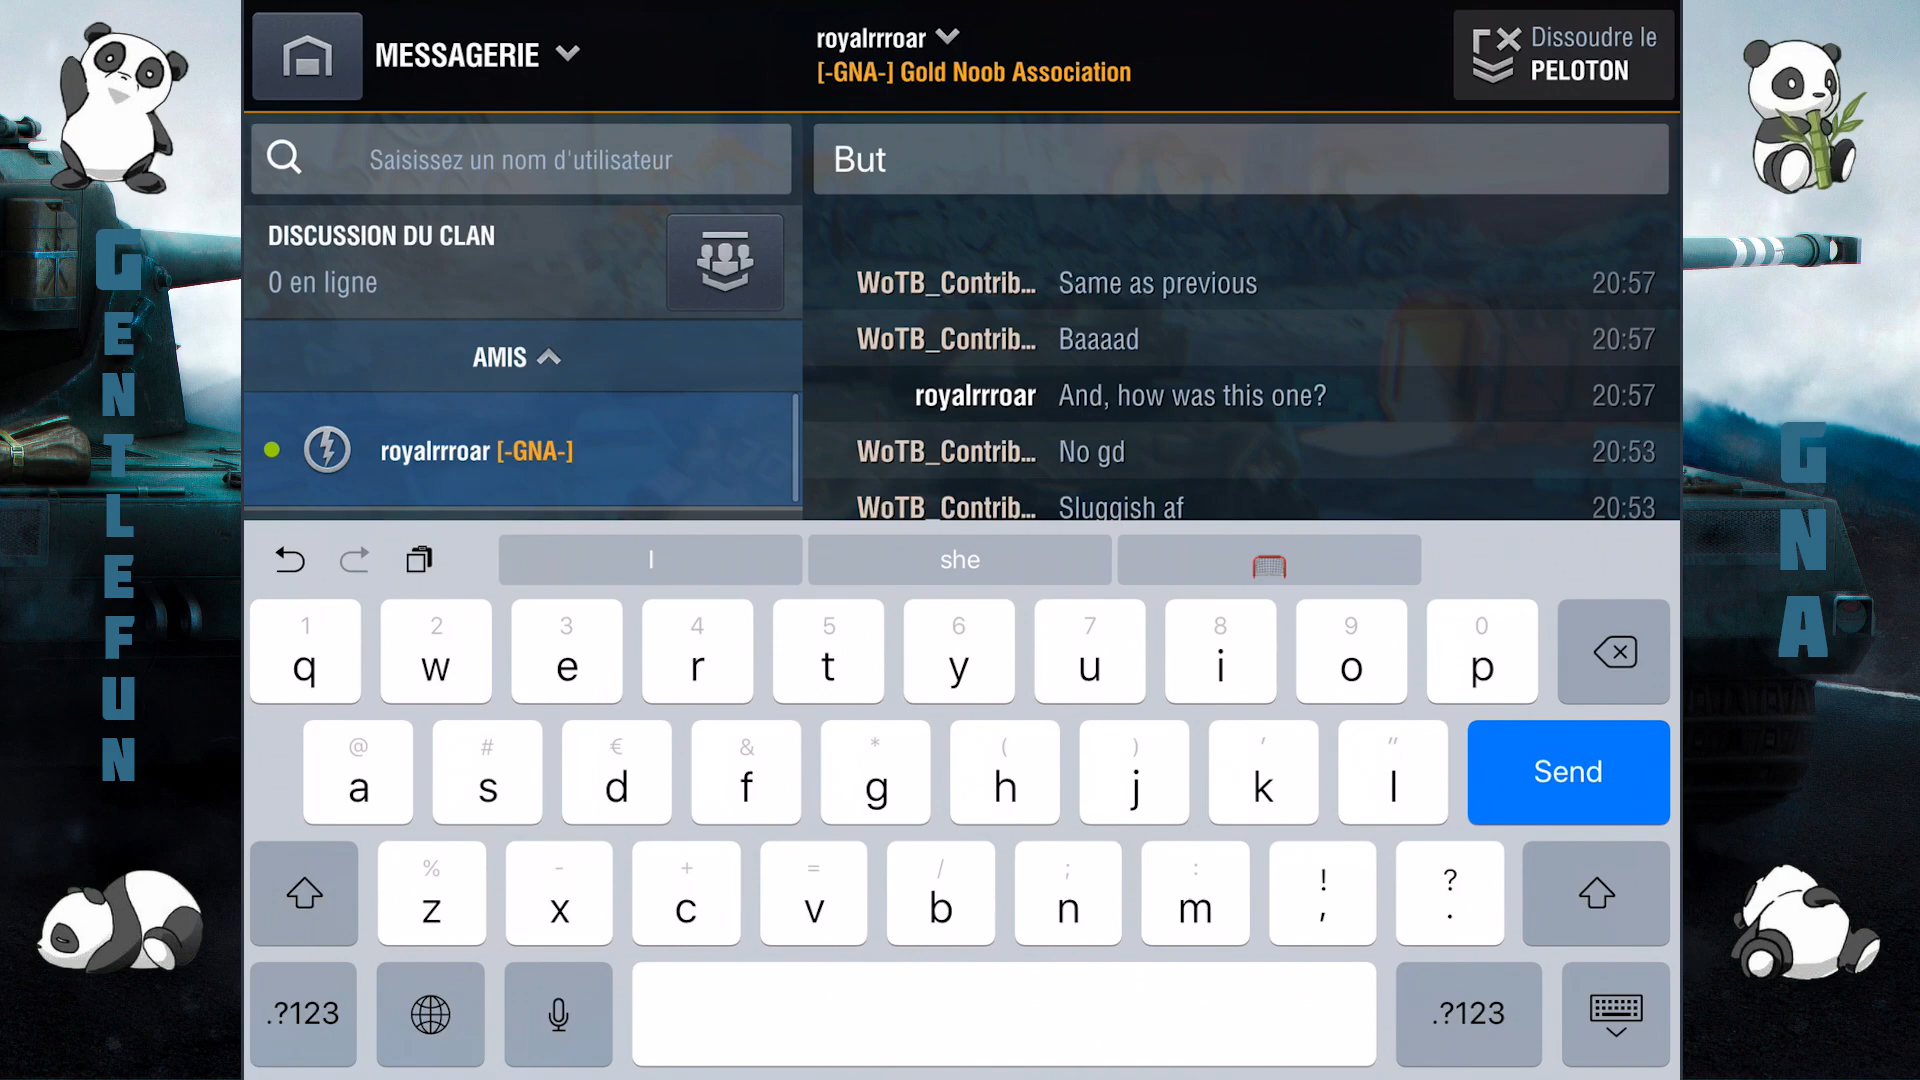 MESSAGERIE
royalrrroar
[-GNA-] Gold Noob Association
Dissoudre le
PELOTON
Saisissez un nom d'utilisateur
But
DISCUSSION DU CLAN
0 en ligne
AMIS
royalrrroar [-GNA-]
WoTB_Contrib... Same as previous 20:57
WoTB_Contrib... Baaaad 20:57
royalrrroar And, how was this one? 20:57
WoTB_Contrib... No gd 20:53
WoTB_Contrib... Sluggish af 20:53
GENTLEFUN
GNA
I she
1 2 3 4 5 6 7 8 9 0
q w e r t y u i o p
@ # € & * ( ) ' "
a s d f g h j k l Send
% - + = / ; : ! ?
z x c v b n m , .
.?123 .?123